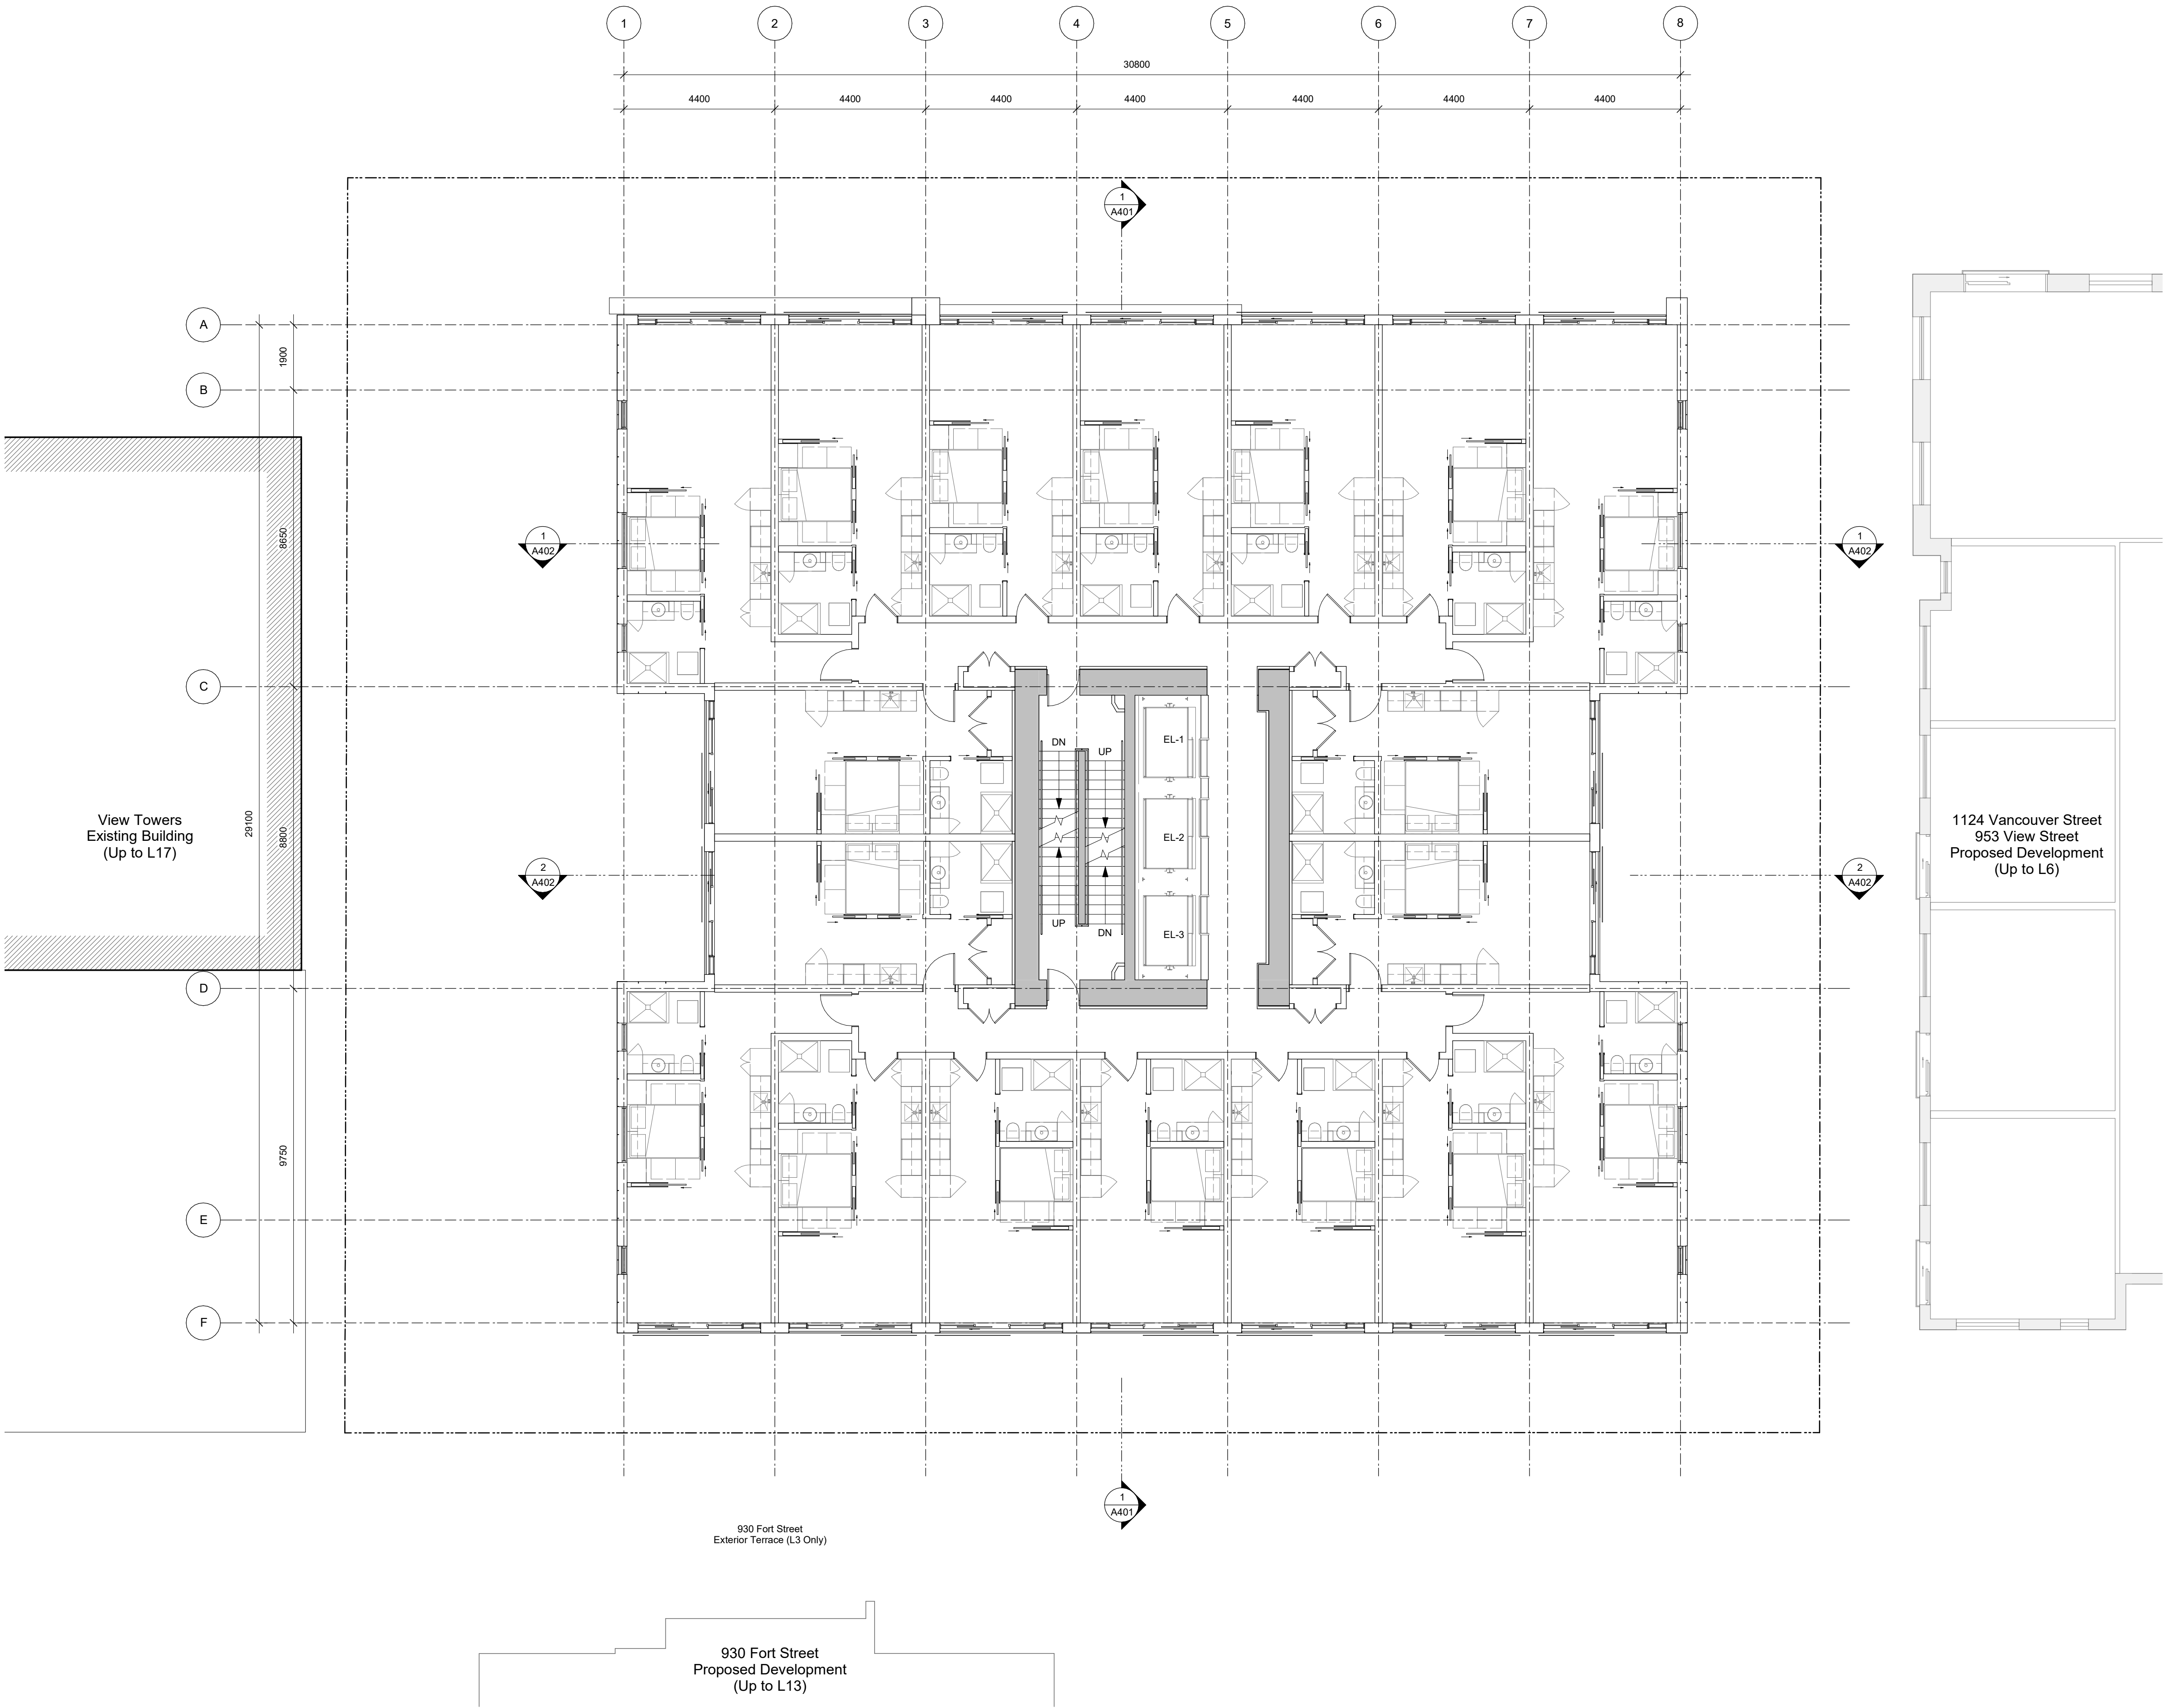 1 2 3 4 5 6 7 8
30800
4400 4400 4400 4400 4400 4400 4400
1
A401
A
1900
B
8650
1
A402
1
A402
C
DN
UP
EL-1
View Towers
Existing Building
(Up to L17)
29100
8800
EL-2
1124 Vancouver Street
953 View Street
Proposed Development
(Up to L6)
2
A402
2
A402
UP
DN
EL-3
D
9750
E
F
1
A401
930 Fort Street
Exterior Terrace (L3 Only)
930 Fort Street
Proposed Development
(Up to L13)